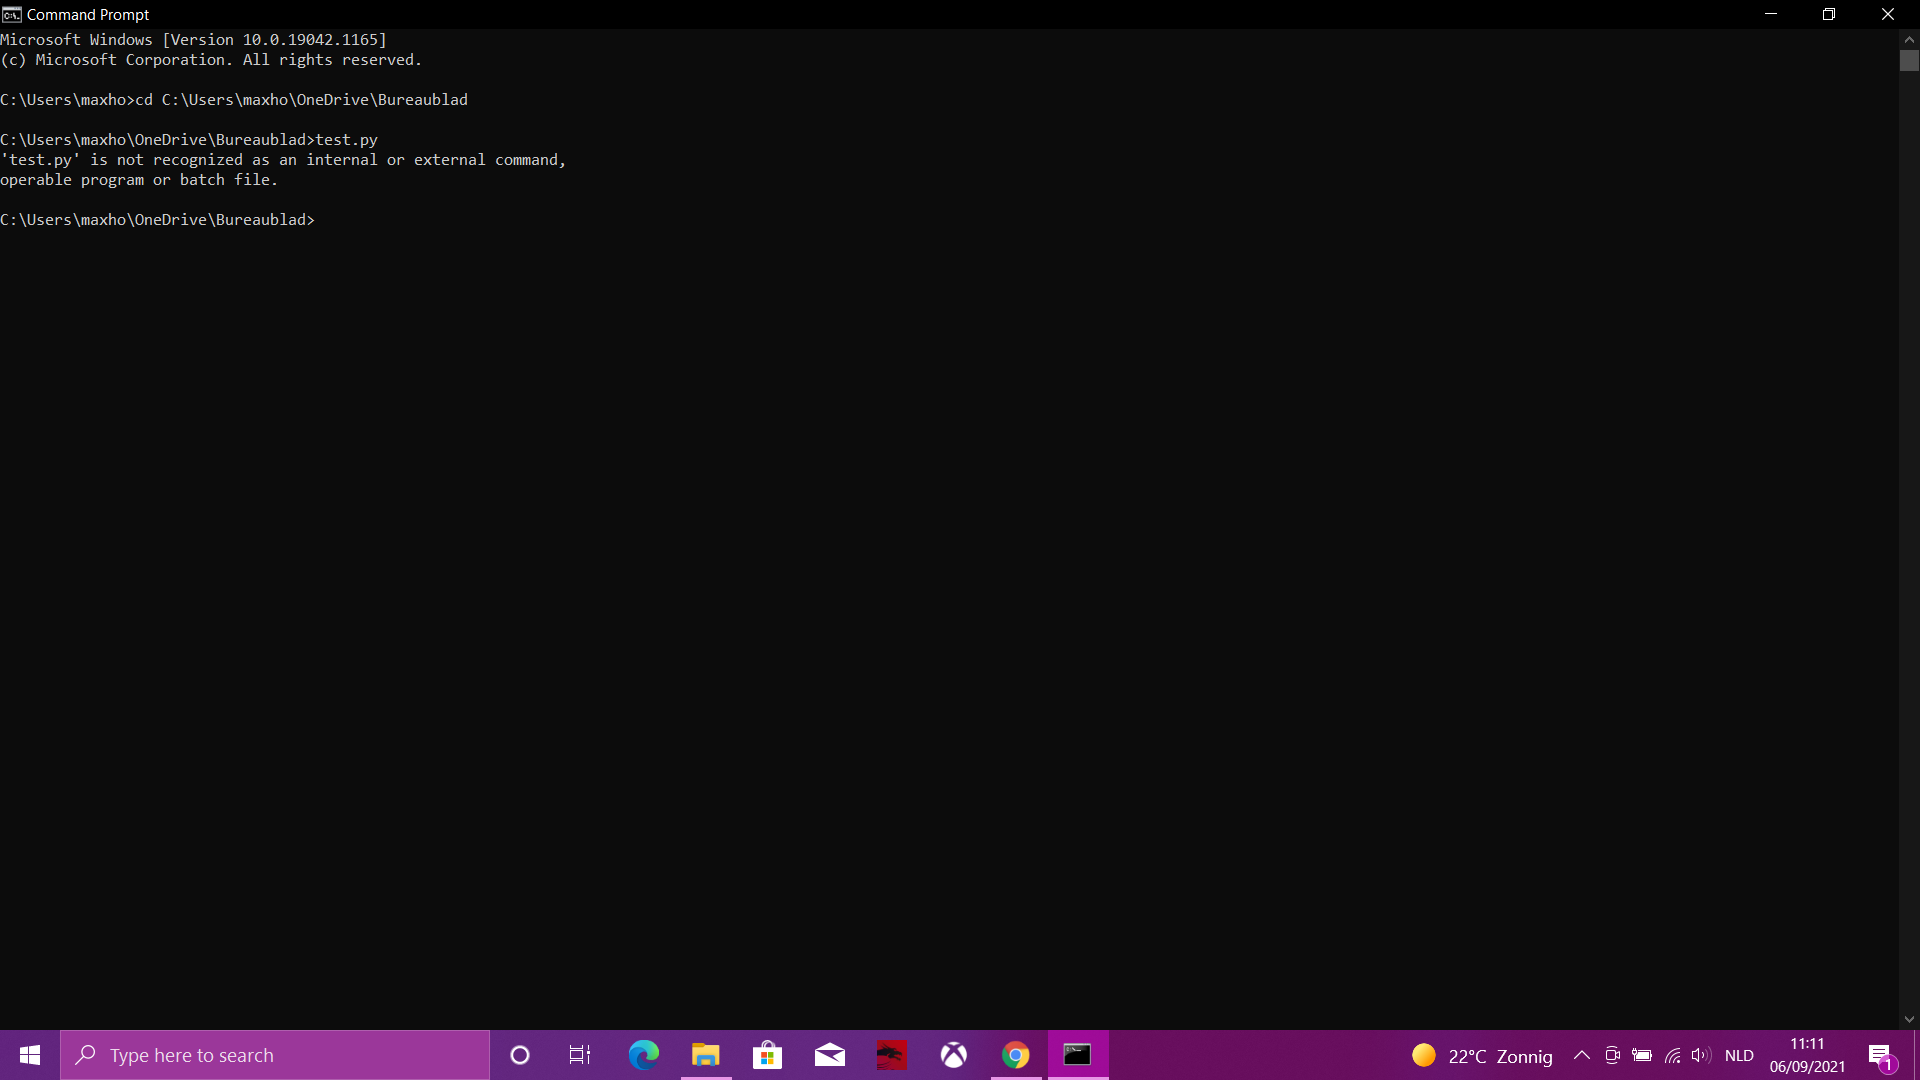 Command Prompt
Microsoft Windows [Version 10.0.19042.1165]
(c) Microsoft Corporation. All rights reserved.
C:\Users\maxho>cd C:\Users\maxho\OneDrive\Bureaublad
C:\Users\maxho\OneDrive\Bureaublad>test.py
'test.py' is not recognized as an internal or external command,
operable program or batch file.
C:\Users\maxho\OneDrive\Bureaublad>
Type here to search
22°C Zonnig
NLD
11:11
06/09/2021
1